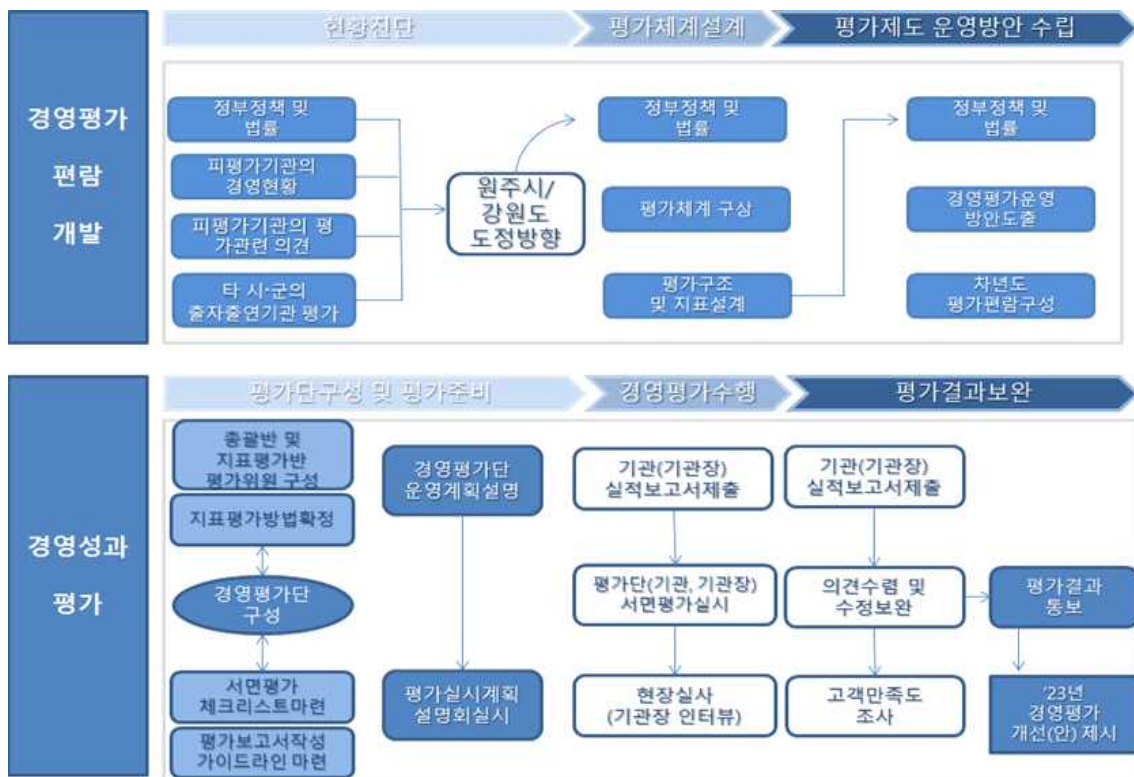 경영평가
편람
개발
현황진단
평가체계설계
평가제도 운영방안 수립
정부정책 및
법률
피평가기관의
경영현황
피평가기관의 평
가관련 의견
타 시·군의
출자출연기관 평가
원주시/
강원도
도정방향
정부정책 및
법률
평가체계 구상
평가구조
및 지표설계
정부정책 및
법률
경영평가운영
방안도출
차년도
평가편람구성
경영성과
평가
평가단구성 및 평가준비
경영평가수행
평가결과보완
총괄반 및
지표평가반
평가위원 구성
지표평가방법확정
경영평가단
구성
서면평가
체크리스트마련
평가보고서작성
가이드라인 마련
경영평가단
운영계획설명
평가실시계획
설명회실시
기관(기관장)
실적보고서제출
평가단(기관, 기관장)
서면평가실시
현장실사
(기관장 인터뷰)
기관(기관장)
실적보고서제출
의견수렴 및
수정보완
고객만족도
조사
평가결과
통보
'23년
경영평가
개선(안) 제시